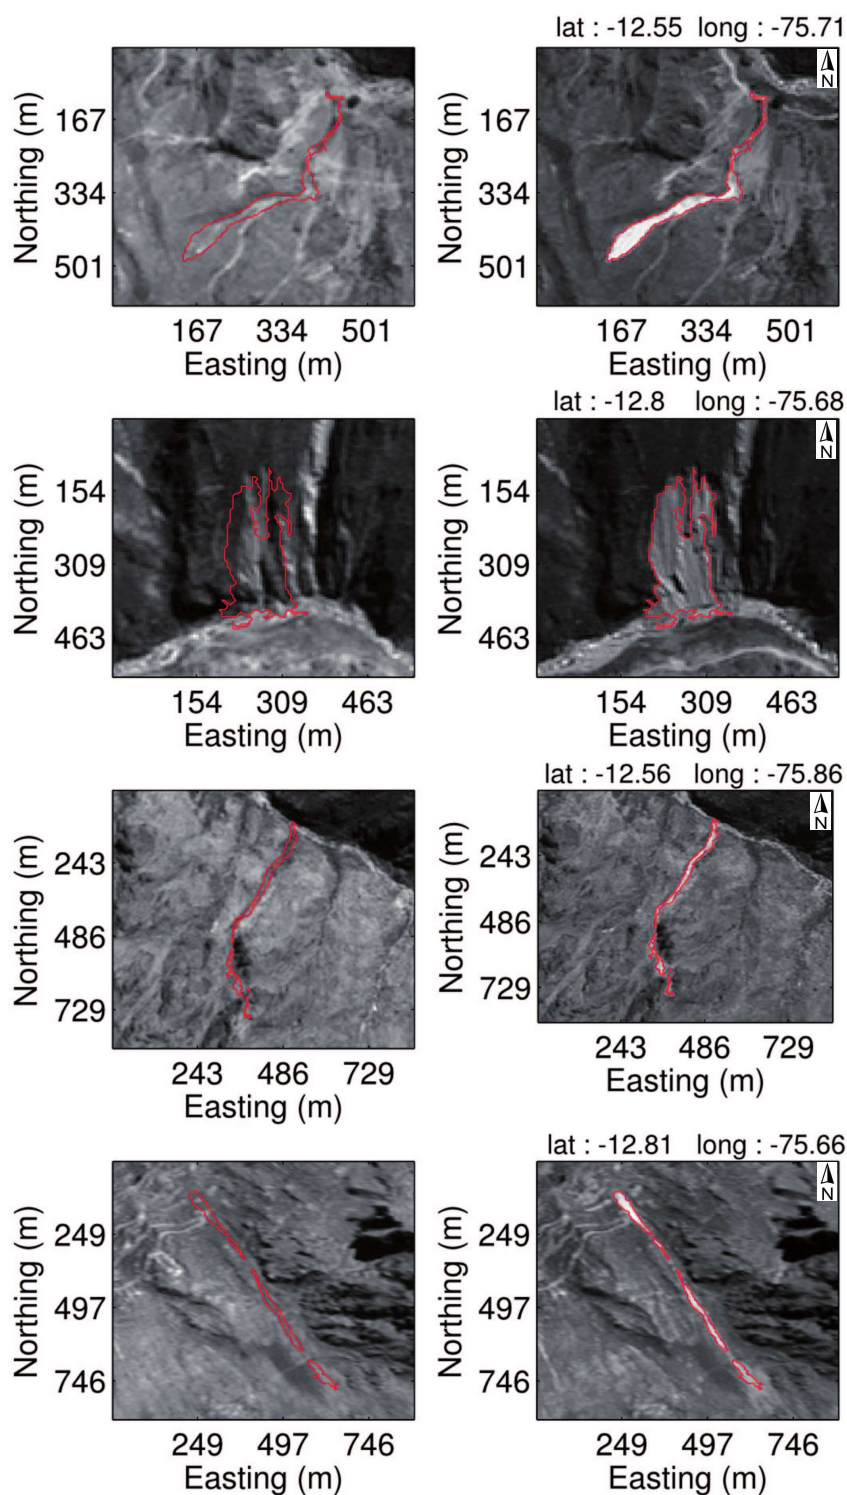 lat : -12.55 long : -75.71
N
Northing (m)
167
334
501
167 334 501
Easting (m)
Northing (m)
167
334
501
167 334 501
Easting (m)
lat : -12.8 long : -75.68
N
Northing (m)
154
309
463
154 309 463
Easting (m)
Northing (m)
154
309
463
154 309 463
Easting (m)
lat : -12.56 long : -75.86
N
Northing (m)
243
486
729
243 486 729
Easting (m)
Northing (m)
243
486
729
243 486 729
Easting (m)
lat : -12.81 long : -75.66
N
Northing (m)
249
497
746
249 497 746
Easting (m)
Northing (m)
249
497
746
249 497 746
Easting (m)